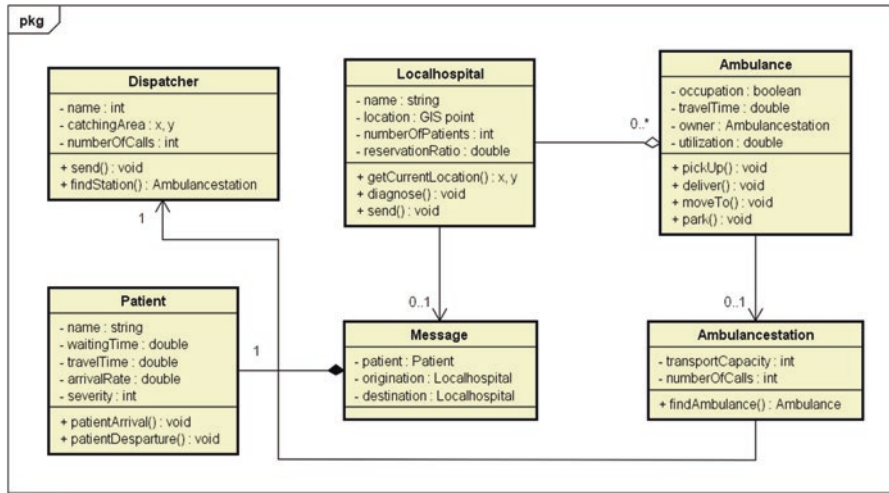 pkg
Dispatcher
- name : int
- catchingArea : x, y
- numberOfCalls : int
+ send() : void
+ findStation() : Ambulancestation
1
Localhospital
- name : string
- location : GIS point
- numberOfPatients : int
- reservationRatio : double
+ getCurrentLocation() : x, y
+ diagnose() : void
+ send() : void
0..*
Ambulance
- occupation : boolean
- travelTime : double
- owner : Ambulancestation
- utilization : double
+ pickUp() : void
+ deliver() : void
+ moveTo() : void
+ park() : void
0..1
0..1
Patient
- name : string
- waitingTime : double
- travelTime : double
- arrivalRate : double
- severity : int
+ patientArrival() : void
+ patientDesparture() : void
1
Message
- patient : Patient
- origination : Localhospital
- destination : Localhospital
Ambulancestation
- transportCapacity : int
- numberOfCalls : int
+ findAmbulance() : Ambulance